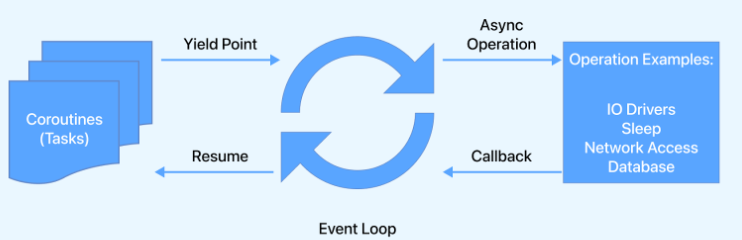 Coroutines
(Tasks)
Yield Point
Resume
Event Loop
Async
Operation
Callback
Operation Examples:
IO Drivers
Sleep
Network Access
Database